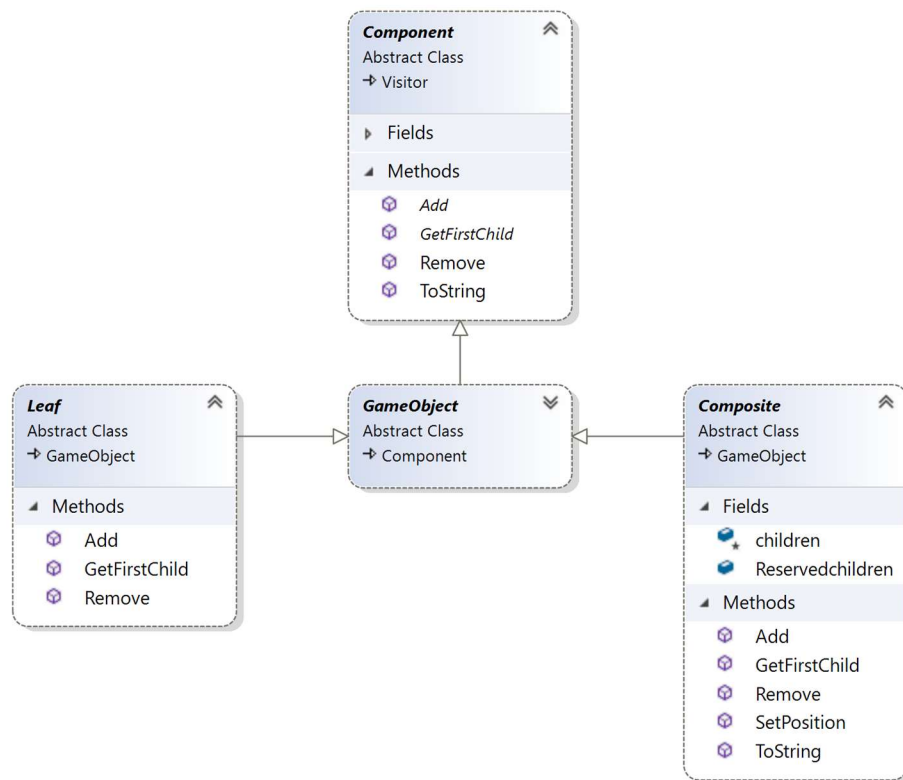 Component
Abstract Class
Visitor
Fields
Methods
Add
GetFirstChild
Remove
ToString
Leaf
Abstract Class
GameObject
Methods
Add
GetFirstChild
Remove
GameObject
Abstract Class
Component
Composite
Abstract Class
GameObject
Fields
children
Reservedchildren
Methods
Add
GetFirstChild
Remove
SetPosition
ToString